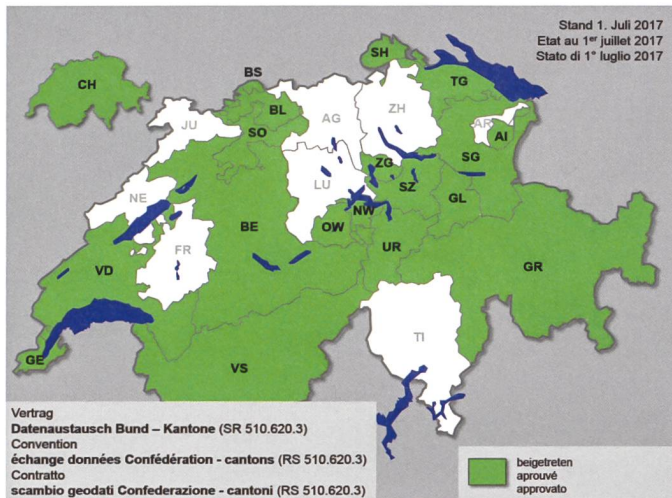 Stand 1. Juli 2017
Etat au 1er juillet 2017
Stato di 1° luglio 2017
CH
SH
BS
TG
BL
AG
ZH
JU
SO
AR
AI
ZG
SG
LU
SZ
NE
GL
NW
BE
OW
FR
UR
GR
VD
TI
GE
VS
Vertrag
Datenaustausch Bund – Kantone (SR 510.620.3)
Convention
échange données Confédération - cantons (RS 510.620.3)
Contratto
scambio geodati Confederazione - cantoni (RS 510.620.3)
beigetreten
aprouvé
approvato